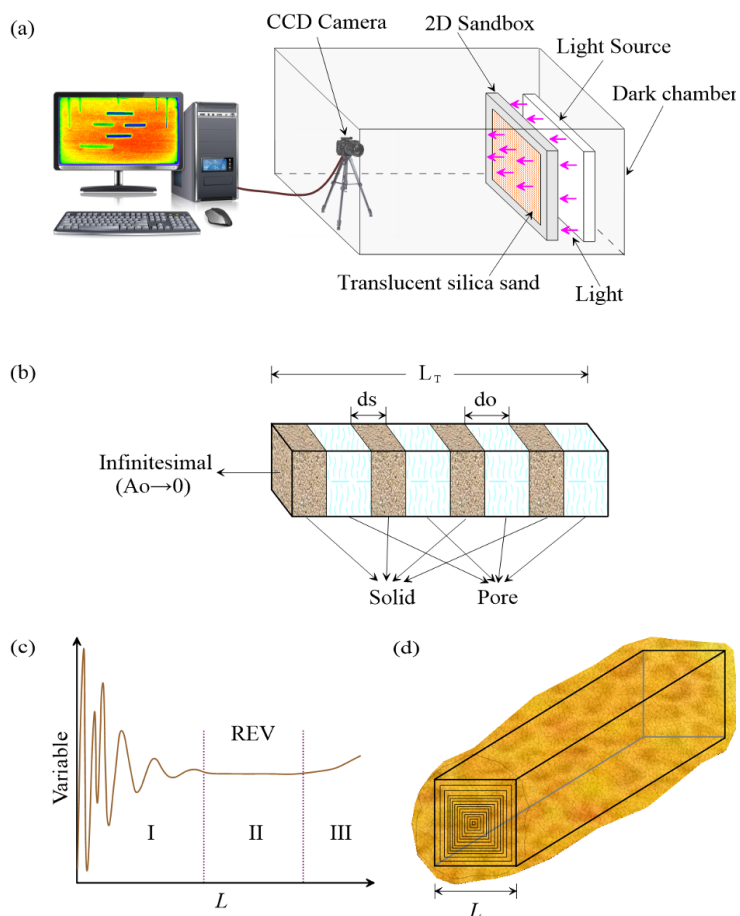 (a)
CCD Camera
2D Sandbox
Light Source
Dark chamber
Translucent silica sand
Light
(b)
L_T
ds
do
Infinitesimal
(Ao→0)
Solid
Pore
(c)
(d)
Variable
REV
I
II
III
L
L